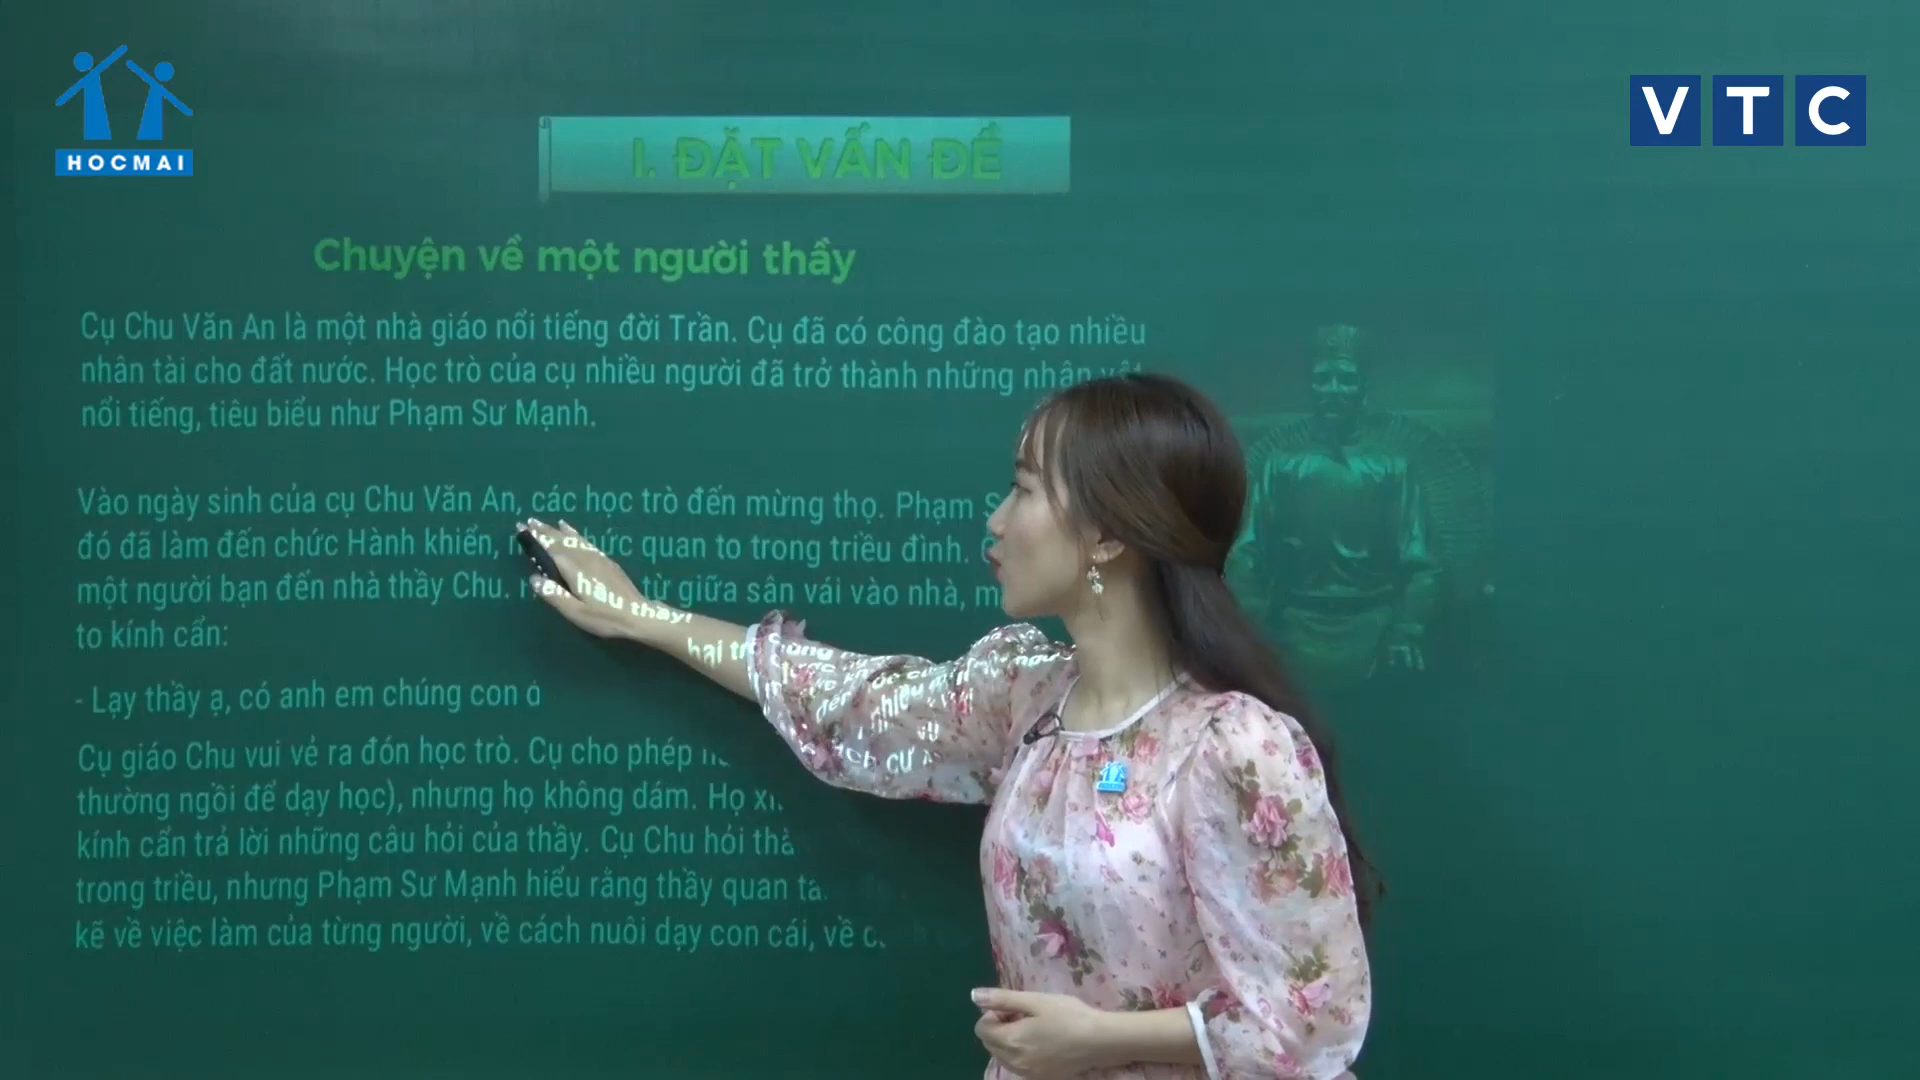 HOCMAI
VTC
I. ĐẶT VẤN ĐỀ
Chuyện về một người thầy
Cụ Chu Văn An là một nhà giáo nổi tiếng đời Trần. Cụ đã có công đào tạo nhiều
nhân tài cho đất nước. Học trò của cụ nhiều người đã trở thành những nhân vật
nổi tiếng, tiêu biểu như Phạm Sư Mạnh.
Vào ngày sinh của cụ Chu Văn An, các học trò đến mừng thọ. Phạm
đó đã làm đến chức Hành khiển, quan to trong triều đình.
một người bạn đến nhà thầy Chu. từ giữa sân vái vào nhà,
to kính cẩn:
- Lạy thầy ạ, có anh em chúng con
hầu thầy!
Cụ giáo Chu vui vẻ ra đón học trò. Cụ cho phép
thường ngồi để dạy học), nhưng họ không dám. Họ
kính cẩn trả lời những câu hỏi của thầy. Cụ Chu hỏi
trong triều, nhưng Phạm Sư Mạnh hiểu rằng thầy quan
kẽ về việc làm của từng người, về cách nuôi dạy con cái, về